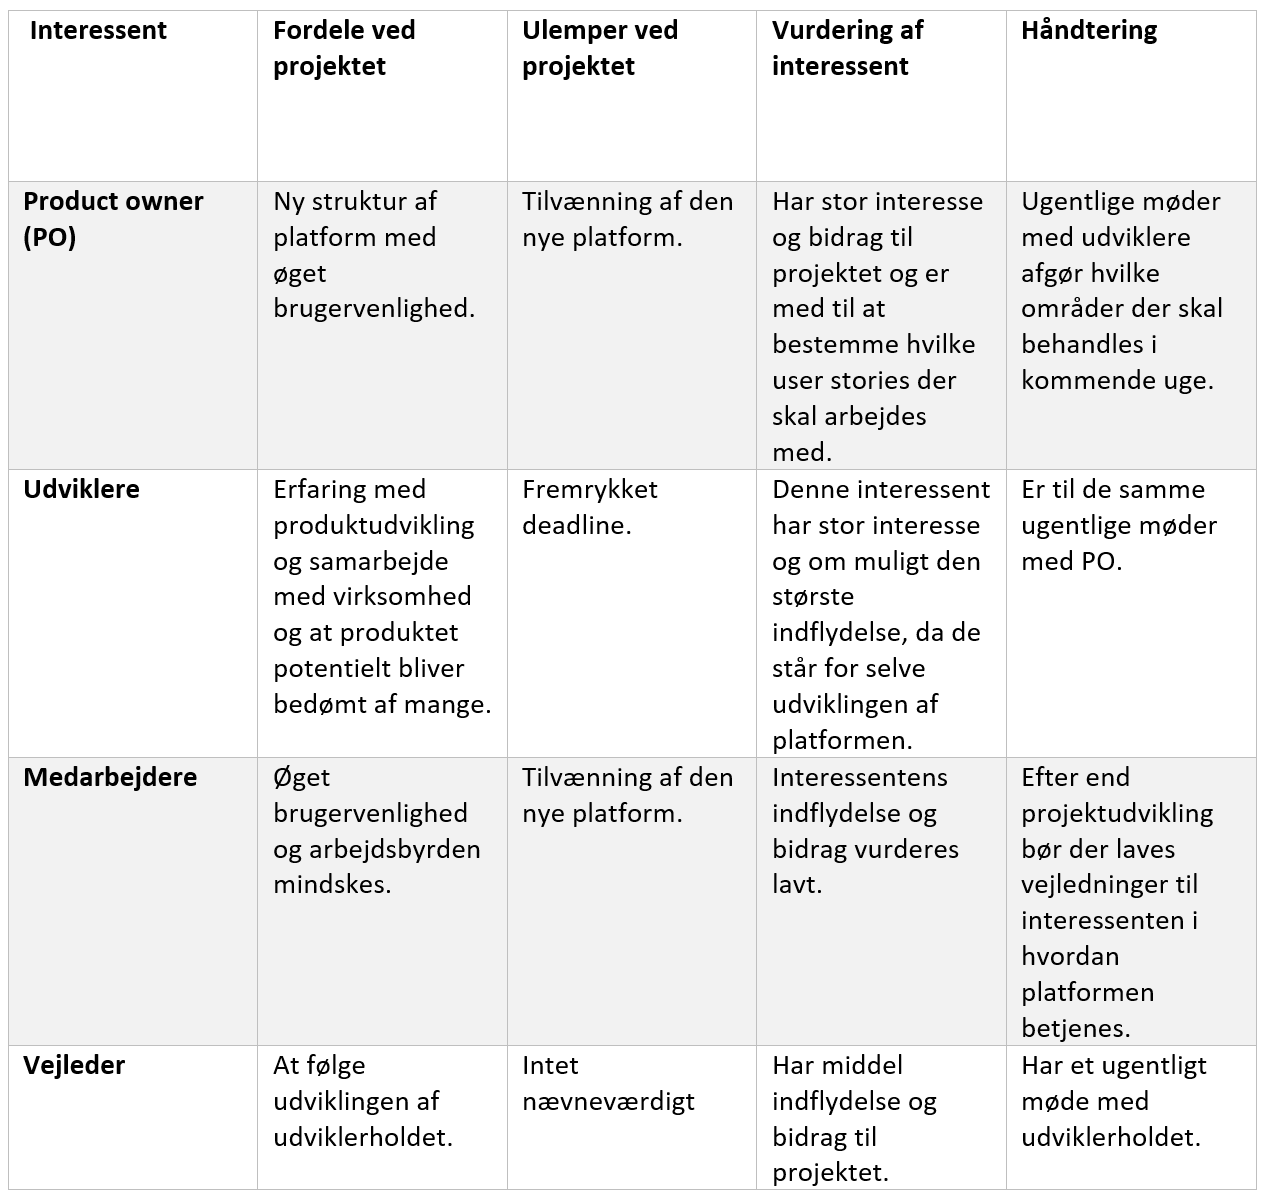 Interessent
Fordele ved
projektet
Ulemper ved
projektet
Vurdering af
interessent
Håndtering
Product owner
(PO)
Ny struktur af
platform med
øget
brugervenlighed.
Tilvænning af den
nye platform.
Har stor interesse
og bidrag til
projektet og er
med til at
bestemme hvilke
user stories der
skal arbejdes
med.
Ugentlige møder
med udviklere
afgør hvilke
områder der skal
behandles i
kommende uge.
Udviklere
Erfaring med
produktudvikling
og samarbejde
med virksomhed
og at produktet
potentielt bliver
bedømt af mange.
Fremrykket
deadline.
Denne interessent
har stor interesse
og om muligt den
største
indflydelse, da de
står for selve
udviklingen af
platformen.
Er til de samme
ugentlige møder
med PO.
Medarbejdere
Øget
brugervenlighed
og arbejdsbyrden
mindskes.
Tilvænning af den
nye platform.
Interessentens
indflydelse og
bidrag vurderes
lavt.
Efter end
projektudvikling
bør der laves
vejledninger til
interessenten i
hvordan
platformen
betjenes.
Vejleder
At følge
udviklingen af
udviklerholdet.
Intet
nævneværdigt
Har middel
indflydelse og
bidrag til
projektet.
Har et ugentligt
møde med
udviklerholdet.